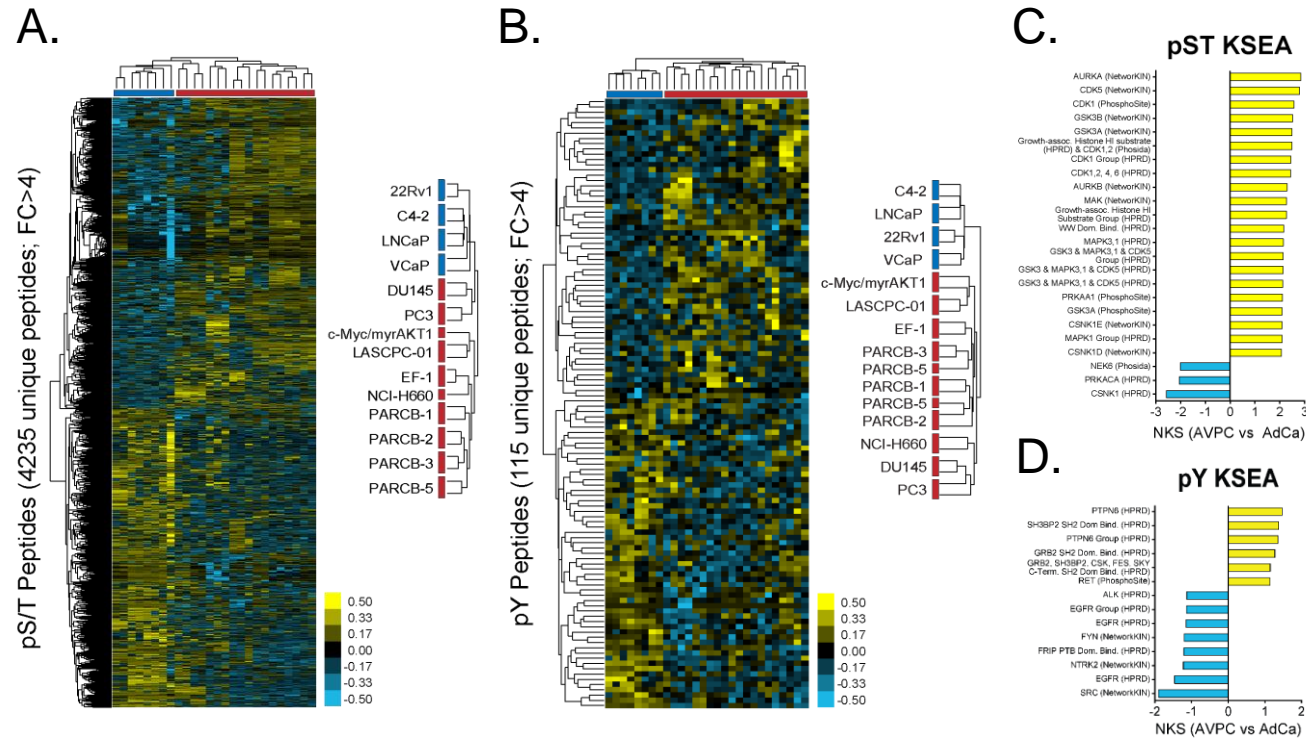 A.
pS/T Peptides (4235 unique peptides; FC>4)
22Rv1
C4-2
LNCaP
VCaP
DU145
PC3
c-Myc/myrAKT1
LASCPC-01
EF-1
NCI-H660
PARCB-1
PARCB-2
PARCB-3
PARCB-5
0.50
0.33
0.17
0.00
-0.17
-0.33
-0.50
B.
pY Peptides (115 unique peptides; FC>4)
C4-2
LNCaP
22Rv1
VCaP
c-Myc/myrAKT1
LASCPC-01
EF-1
PARCB-3
PARCB-5
PARCB-1
PARCB-5
PARCB-2
NCI-H660
DU145
PC3
0.50
0.33
0.17
0.00
-0.17
-0.33
-0.50
C.
pST KSEA
AURKA (NetworKIN)
CDK5 (NetworKIN)
CDK1 (PhosphoSite)
GSK3B (NetworKIN)
GSK3A (NetworKIN)
Growth-assoc. Histone HI substrate
(HPRD) & CDK1,2 (Phosida)
CDK1 Group (HPRD)
CDK1,2, 4, 6 (HPRD)
AURKB (NetworKIN)
MAK (NetworKIN)
Growth-assoc. Histone HI
Substrate Group (HPRD)
WW Dom. Bind. (HPRD)
MAPK3,1 (HPRD)
GSK3 & MAPK3,1 & CDK5
Group (HPRD)
GSK3 & MAPK3,1 & CDK5 (HPRD)
GSK3 & MAPK3,1 & CDK5 (HPRD)
PRKAA1 (PhosphoSite)
GSK3A (PhosphoSite)
CSNK1E (NetworKIN)
MAPK1 Group (HPRD)
CSNK1D (NetworKIN)
NEK6 (Phosida)
PRKACA (HPRD)
CSNK1 (HPRD)
-3 -2 -1 0 1 2 3
NKS (AVPC vs AdCa)
D.
pY KSEA
PTPN6 (HPRD)
SH3BP2 SH2 Dom Bind. (HPRD)
PTPN6 Group (HPRD)
GRB2 SH2 Dom. Bind. (HPRD)
GRB2, SH3BP2, CSK, FES, SKY
C-Term. SH2 Dom Bind. (HPRD)
RET (PhosphoSite)
ALK (HPRD)
EGFR Group (HPRD)
EGFR (HPRD)
FYN (NetworkKIN)
FRIP PTB Dom. Bind. (HPRD)
NTRK2 (NetworkKIN)
EGFR (HPRD)
SRC (NetworkKIN)
-2 -1 0 1 2
NKS (AVPC vs AdCa)